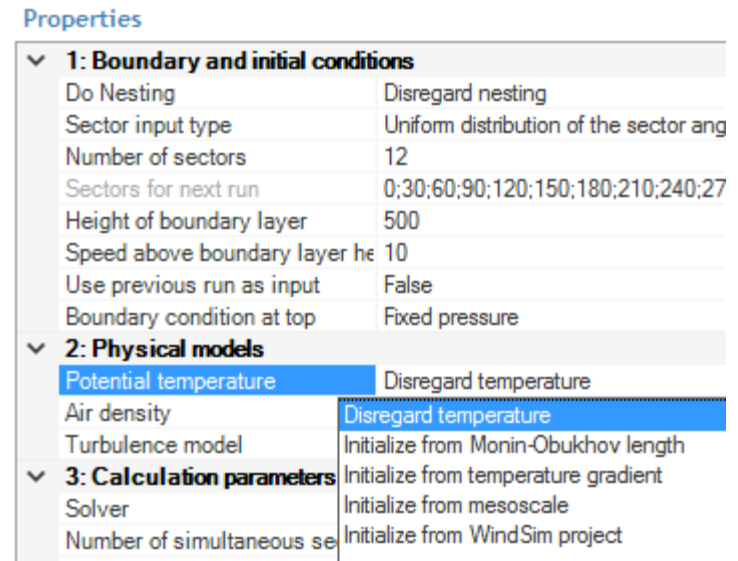 Properties
1: Boundary and initial conditions
Do Nesting Disregard nesting
Sector input type Uniform distribution of the sector ang
Number of sectors 12
Sectors for next run 0;30;60;90;120;150;180;210;240;27
Height of boundary layer 500
Speed above boundary layer he 10
Use previous run as input False
Boundary condition at top Fixed pressure
2: Physical models
Potential temperature Disregard temperature
Air density Disregard temperature
Turbulence model Initialize from Monin-Obukhov length
3: Calculation parameters Initialize from temperature gradient
Solver Initialize from mesoscale
Number of simultaneous se Initialize from WindSim project